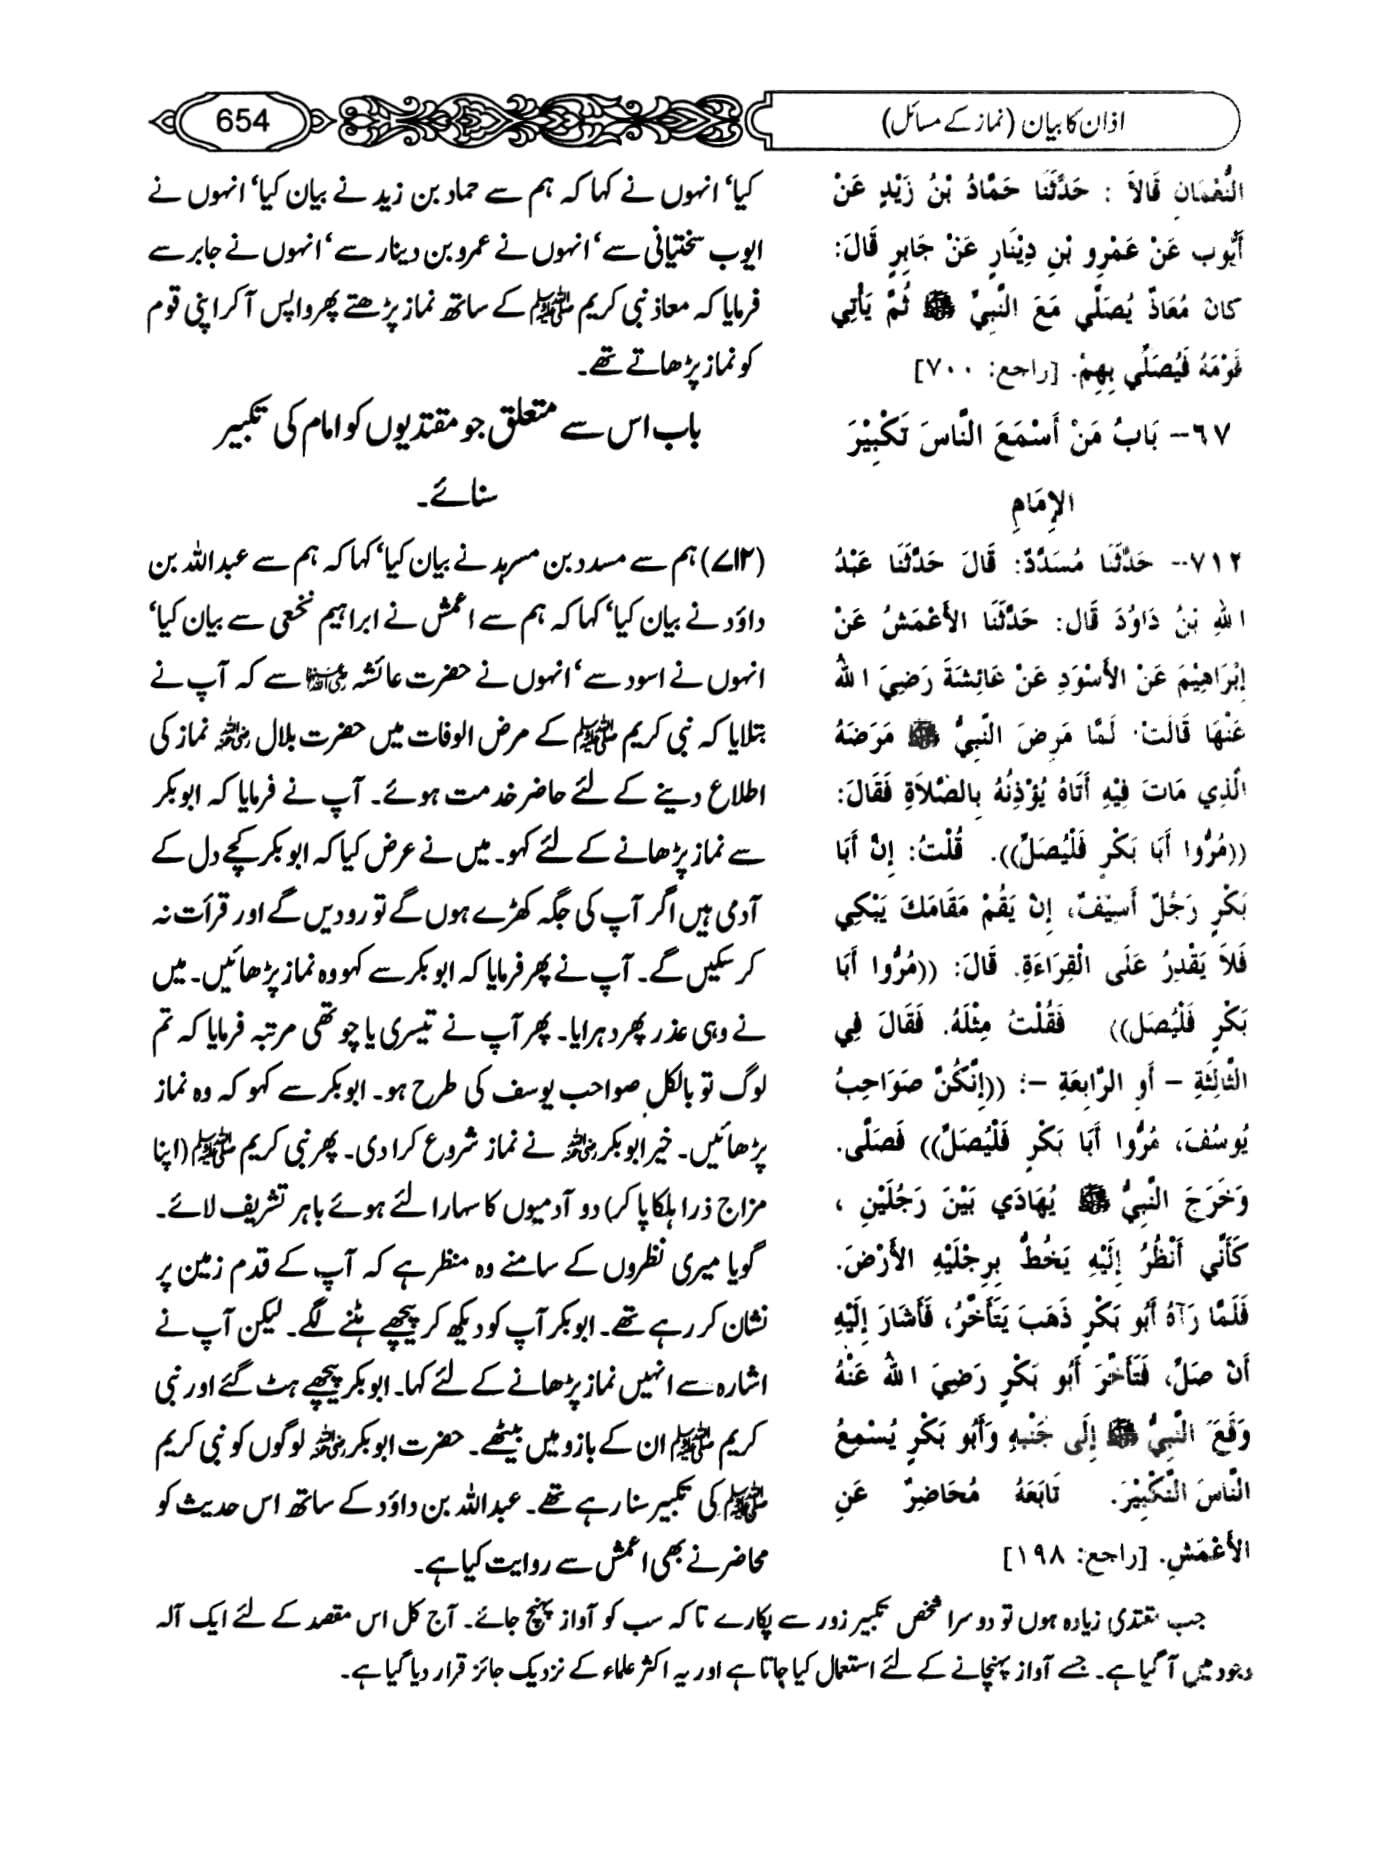 اذان کا بیان (نماز کے مسائل)
654
النُّعْمَانِ قَالاَ : حَدَّثَنَا حَمَّادُ بْنُ زَيْدٍ عَنْ
أَيُّوبَ عَنْ عَمْرِو بْنِ دِيْنَارٍ عَنْ جَابِرٍ قَالَ:
كَانَ مُعَاذٌ يُصَلِّي مَعَ النَّبِيِّ ﷺ ثُمَّ يَأْتِي
قَوْمَهُ فَيُصَلِّي بِهِمْ. [راجع: ٧٠٠]
٦٧– بَابُ مَنْ أَسْمَعَ النَّاسَ تَكْبِيْرَ
الإِمَامِ
٧١٢– حَدَّثَنَا مُسَدَّدٌ: قَالَ حَدَّثَنَا عَبْدُ
اللهِ بْنُ دَاوُدَ قَالَ: حَدَّثَنَا الأَعْمَشُ عَنْ
إِبْرَاهِيْمَ عَنْ الأَسْوَدِ عَنْ عَائِشَةَ رَضِيَ اللهُ
عَنْهَا قَالَتْ: لَمَّا مَرِضَ النَّبِيُّ ﷺ مَرَضَهُ
الَّذِي مَاتَ فِيْهِ أَتَاهُ يُؤْذِنُهُ بِالصَّلاَةِ فَقَالَ:
((مُرُّوا أَبَا بَكْرٍ فَلْيُصَلِّ)). قُلْتُ: إِنَّ أَبَا
بَكْرٍ رَجُلٌ أَسِيْفٌ، إِنْ يَقُمْ مَقَامَكَ يَبْكِي
فَلاَ يَقْدِرُ عَلَى الْقِرَاءَةِ. قَالَ: ((مُرُّوا أَبَا
بَكْرٍ فَلْيُصَلِّ)) فَقُلْتُ مِثْلَهُ. فَقَالَ فِي
الثَّالِثَةِ – أَوِ الرَّابِعَةِ –: ((إِنَّكُنَّ صَوَاحِبُ
يُوسُفَ، مُرُّوا أَبَا بَكْرٍ فَلْيُصَلِّ)) فَصَلَّى.
وَخَرَجَ النَّبِيُّ ﷺ يُهَادَي بَيْنَ رَجُلَيْنِ ،
كَأَنِّي أَنْظُرُ إِلَيْهِ يَخُطُّ بِرِجْلَيْهِ الأَرْضَ.
فَلَمَّا رَآهُ أَبُو بَكْرٍ ذَهَبَ يَتَأَخَّرُ، فَأَشَارَ إِلَيْهِ
أَنْ صَلِّ، فَتَأَخَّرَ أَبُو بَكْرٍ رَضِيَ اللهُ عَنْهُ
وَقَعَدَ النَّبِيُّ ﷺ إِلَى جَنْبِهِ وَأَبُو بَكْرٍ يُسْمِعُ
النَّاسَ التَّكْبِيْرَ. تَابَعَهُ مُحَاضِرٌ عَنِ
الأَعْمَشِ. [راجع: ١٩٨]
کیا‘ انہوں نے کہا کہ ہم سے حماد بن زید نے بیان کیا‘ انہوں نے
ایوب سختیانی سے‘ انہوں نے عمرو بن دینار سے‘ انہوں نے جابر سے
فرمایا کہ معاذ نبی کریم ﷺ کے ساتھ نماز پڑھتے پھر واپس آ کر اپنی قوم
کو نماز پڑھاتے تھے۔
باب اس سے متعلق جو مقتدیوں کو امام کی تکبیر
سنائے۔
(۷۱۲) ہم سے مسدد بن مسرہد نے بیان کیا‘ کہا کہ ہم سے عبداللہ بن
داؤد نے بیان کیا‘ کہا کہ ہم سے اعمش نے ابراہیم نخعی سے بیان کیا‘
انہوں نے اسود سے‘ انہوں نے حضرت عائشہ رضی اللہ عنہا سے کہ آپ نے
بتلایا کہ نبی کریم ﷺ کے مرض الوفات میں حضرت بلال رضی اللہ عنہ نماز کی
اطلاع دینے کے لئے حاضر خدمت ہوئے۔ آپ نے فرمایا کہ ابوبکر
سے نماز پڑھانے کے لئے کہو۔ میں نے عرض کیا کہ ابوبکر کچے دل کے
آدمی ہیں اگر آپ کی جگہ کھڑے ہوں گے تو رو دیں گے اور قرأت نہ
کر سکیں گے۔ آپ نے پھر فرمایا کہ ابوبکر سے کہو وہ نماز پڑھائیں۔ میں
نے وہی عذر پھر دہرایا۔ پھر آپ نے تیسری یا چوتھی مرتبہ فرمایا کہ تم
لوگ تو بالکل صواحب یوسف کی طرح ہو۔ ابوبکر سے کہو کہ وہ نماز
پڑھائیں۔ خیر ابوبکر رضی اللہ عنہ نے نماز شروع کرا دی۔ پھر نبی کریم ﷺ (اپنا
مزاج ذرا ہلکا پا کر) دو آدمیوں کا سہارا لئے ہوئے باہر تشریف لائے۔
گویا میری نظروں کے سامنے وہ منظر ہے کہ آپ کے قدم زمین پر
نشان کر رہے تھے۔ ابوبکر آپ کو دیکھ کر پیچھے ہٹنے لگے۔ لیکن آپ نے
اشارہ سے انہیں نماز پڑھانے کے لئے کہا۔ ابوبکر پیچھے ہٹ گئے اور نبی
کریم ﷺ ان کے بازو میں بیٹھے۔ حضرت ابوبکر رضی اللہ عنہ لوگوں کو نبی کریم
ﷺ کی تکبیر سنا رہے تھے۔ عبداللہ بن داؤد کے ساتھ اس حدیث کو
محاضر نے بھی اعمش سے روایت کیا ہے۔
جب مقتدی زیادہ ہوں تو دوسرا شخص تکبیر زور سے پکارے تاکہ سب کو آواز پہنچ جائے۔ آج کل اس مقصد کے لئے ایک آلہ
وجود میں آ گیا ہے۔ جسے آواز پہنچانے کے لئے استعمال کیا جاتا ہے اور یہ اکثر علماء کے نزدیک جائز قرار دیا گیا ہے۔